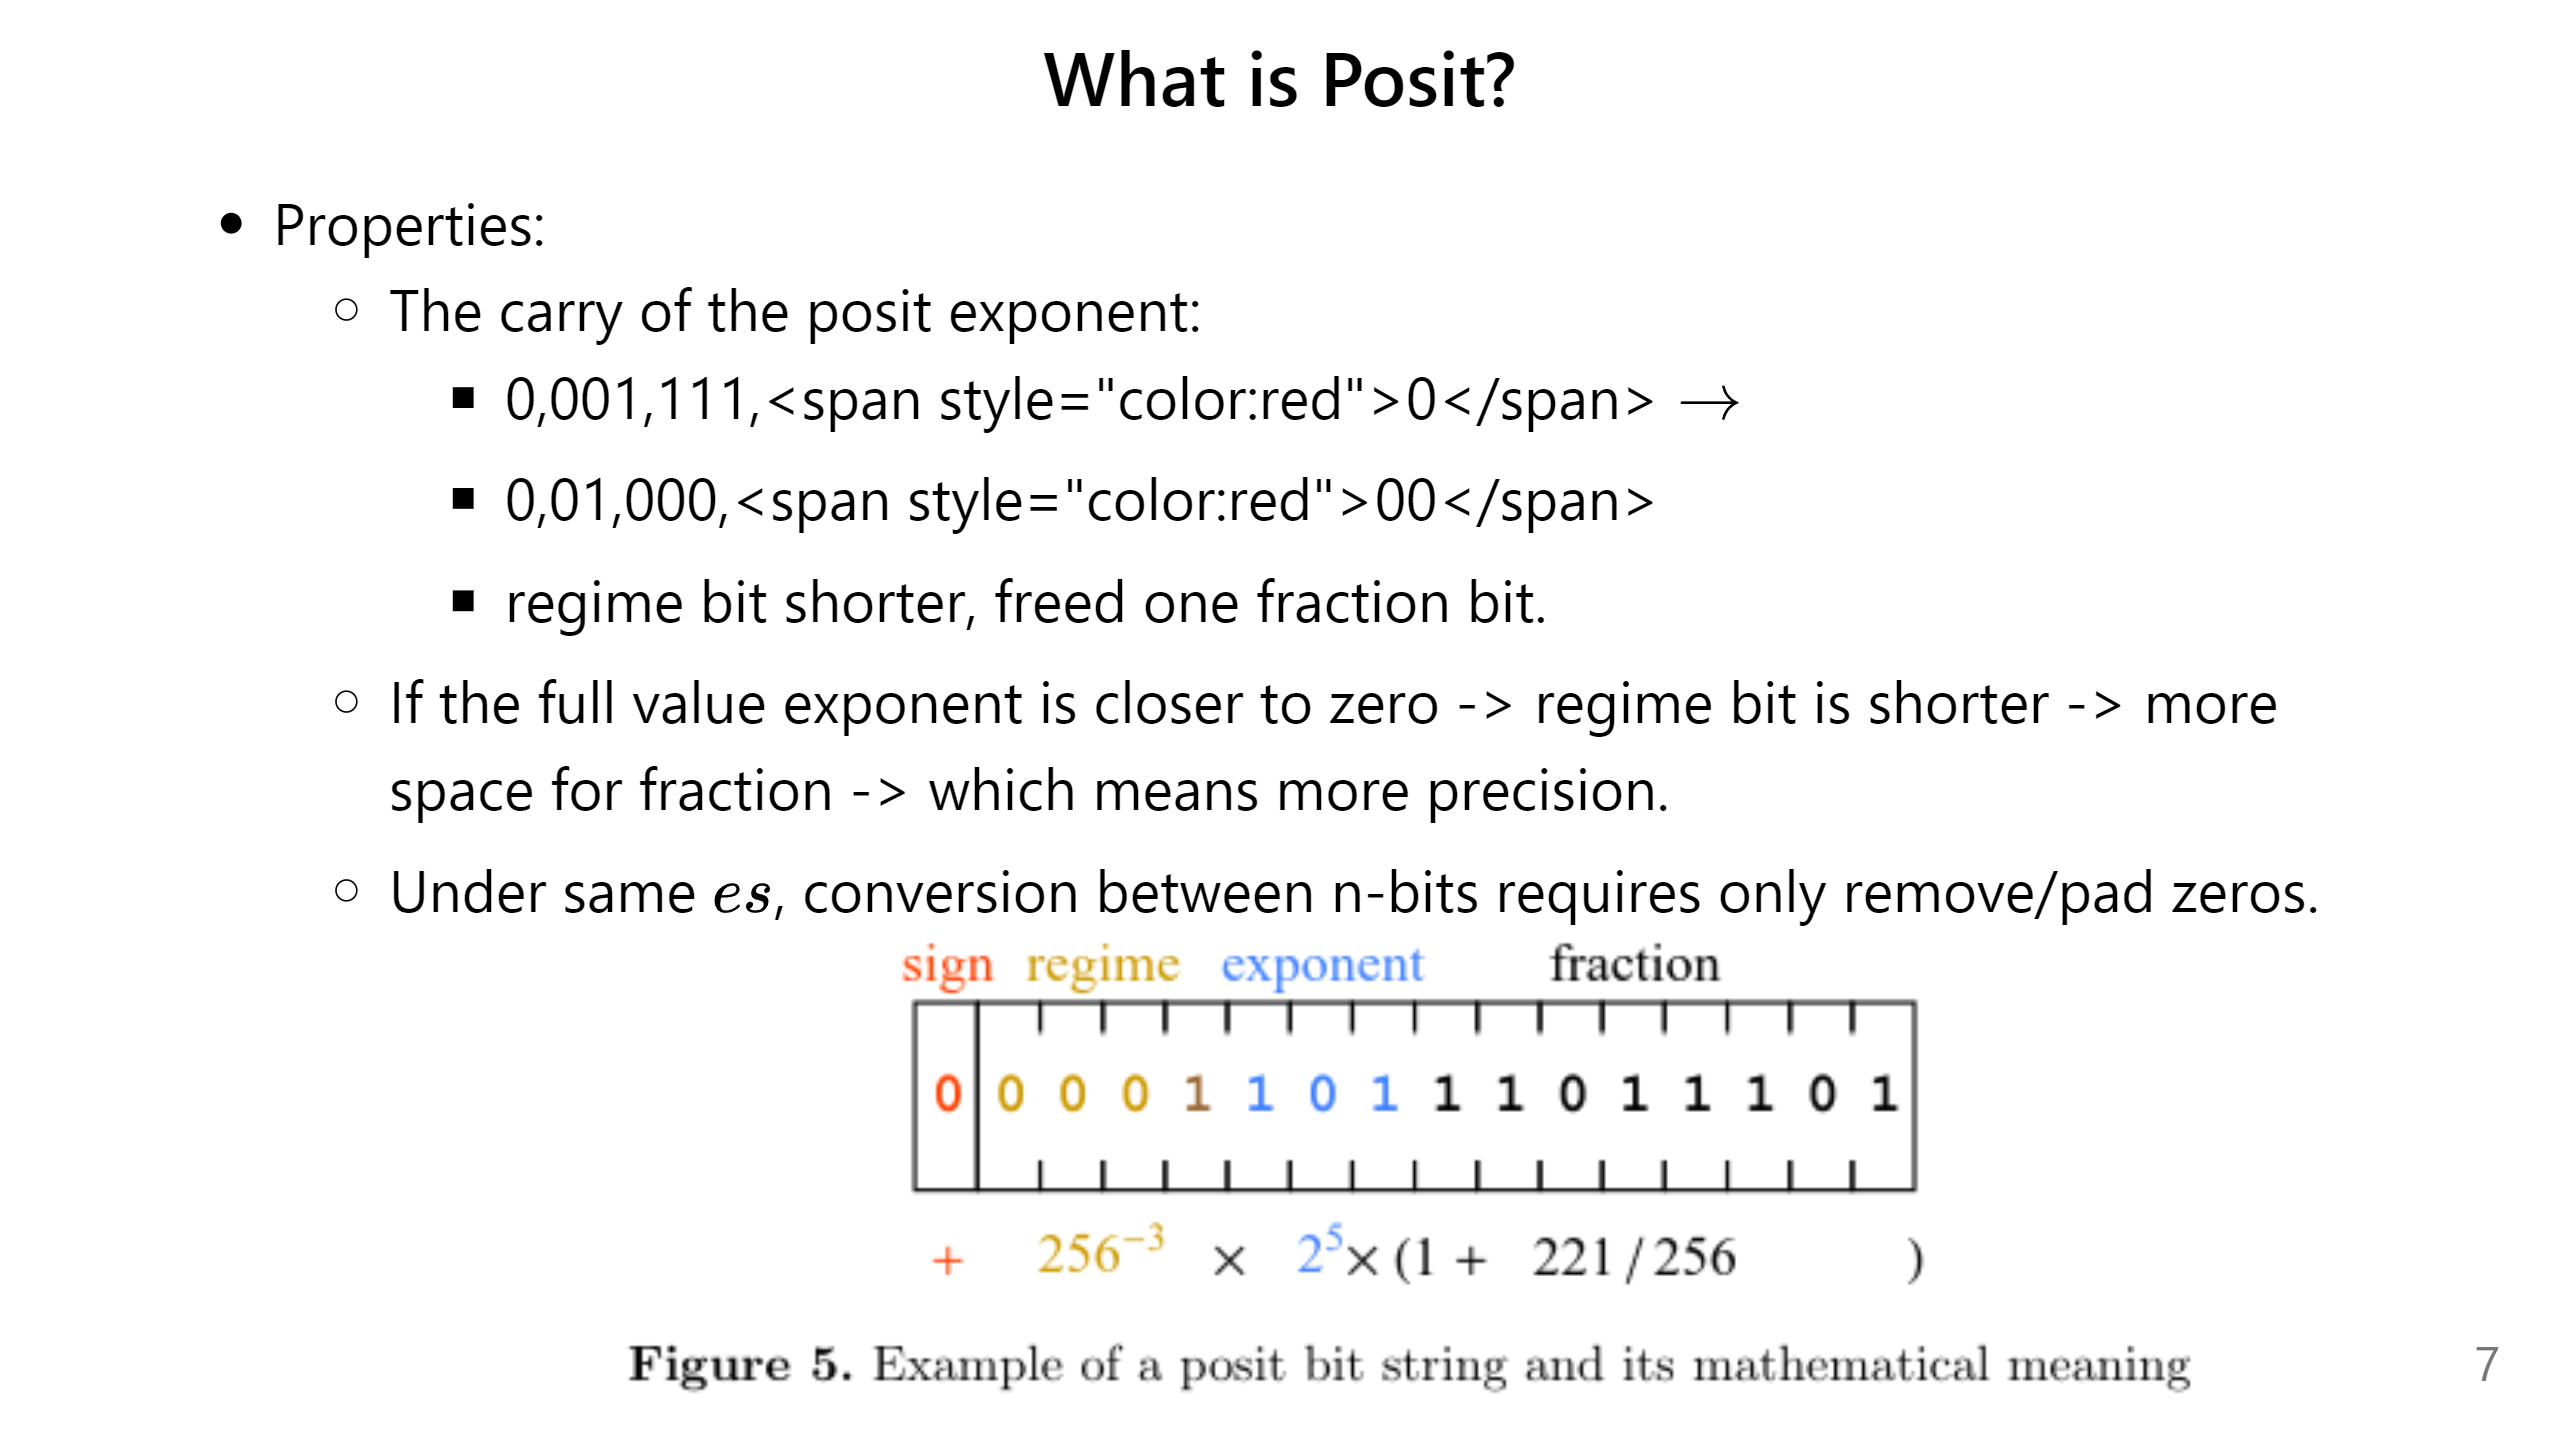 What is Posit?
• Properties:
○ The carry of the posit exponent:
■ 0,001,111,<span style="color:red">0</span> →
■ 0,01,000,<span style="color:red">00</span>
■ regime bit shorter, freed one fraction bit.
○ If the full value exponent is closer to zero -> regime bit is shorter -> more
space for fraction -> which means more precision.
○ Under same es, conversion between n-bits requires only remove/pad zeros.
sign regime exponent fraction
0 0 0 0 1 1 0 1 1 1 0 1 1 1 0 1
+ 256⁻³ × 2⁵ × (1 + 221/256 )
Figure 5. Example of a posit bit string and its mathematical meaning
7